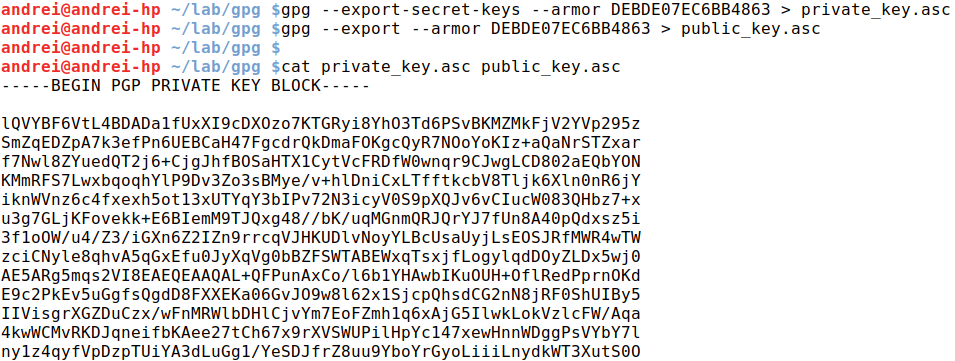 andrei@andrei-hp ~/lab/gpg $gpg --export-secret-keys --armor DEBDE07EC6BB4863 > private_key.asc
andrei@andrei-hp ~/lab/gpg $gpg --export --armor DEBDE07EC6BB4863 > public_key.asc
andrei@andrei-hp ~/lab/gpg $
andrei@andrei-hp ~/lab/gpg $cat private_key.asc public_key.asc
-----BEGIN PGP PRIVATE KEY BLOCK-----

lQVYBF6VtL4BDADa1fUxXI9cDXOzo7KTGRyi8YhO3Td6PSvBKMZMkFjV2YVp295z
SmZqEDZpA7k3efPn6UEBCaH47FgcdrQkDmaFOKgcQyR7NOoYoKIz+aQaNrSTZxar
f7Nwl8ZYuedQT2j6+CjgJhfBOSaHTX1CytVcFRDfW0wnqr9CJwgLCD802aEQbYON
KMmRFS7LwxbqoqhYlP9Dv3Zo3sBMye/v+hlDniCxLTfftkcbV8Tljk6Xln0nR6jY
iknWVnz6c4fxexh5ot13xUTYqY3bIPv72N3icyV0S9pXQJv6vCIucW083QHbz7+x
u3g7GLjKFovekk+E6BIemM9TJQxg48//bK/uqMGnmQRJQrYJ7fUn8A40pQdxsz5i
3f1oOW/u4/Z3/iGXn6Z2IZn9rrcqVJHKUDlvNoyYLBcUsaUyjLsEOSJRfMWR4wTW
zciCNyle8qhvA5qGxEfu0JyXqVg0bBZFSWTABEWxqTsxjfLogylqdDOyZLDx5wj0
AE5ARg5mqs2VI8EAEQEAAQAL+QFPunAxCo/l6b1YHAwbIKuOUH+OflRedPprnOKd
E9c2PkEv5uGgfsQgdD8FXXEKa06GvJO9w8l62x1SjcpQhsdCG2nN8jRF0ShUIBy5
IIVisgrXGZDuCzx/wFnMRWlbDHlCjvYm7EoFZmh1q6xAjG5IlwkLokVzlcFW/Aqa
4kwWCMvRKDJqneifbKAee27tCh67x9rXVSWUPilHpYc147xewHnnWDggPsVYbY7l
ny1z4qyfVpDzpTUiYA3dLuGg1/YeSDJfrZ8uu9YboYrGyoLiiiLnydkWT3XutS0O